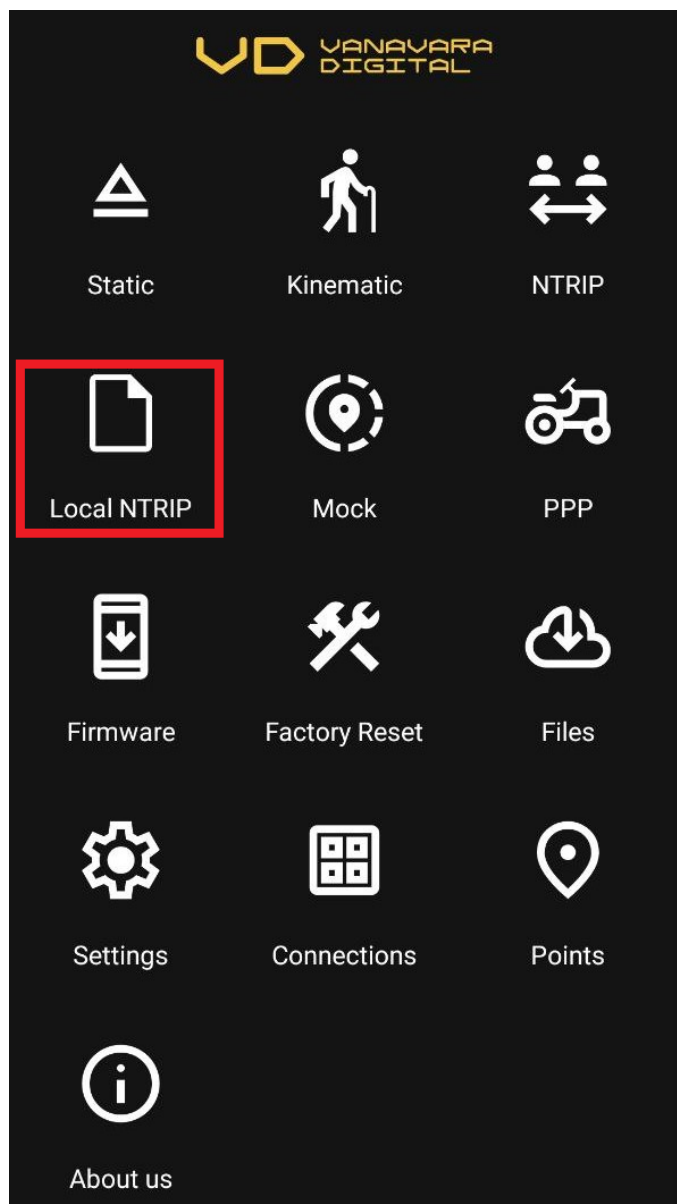 VD VANAVARA
DIGITAL
Static Kinematic NTRIP
Local NTRIP Mock PPP
Firmware Factory Reset Files
Settings Connections Points
About us